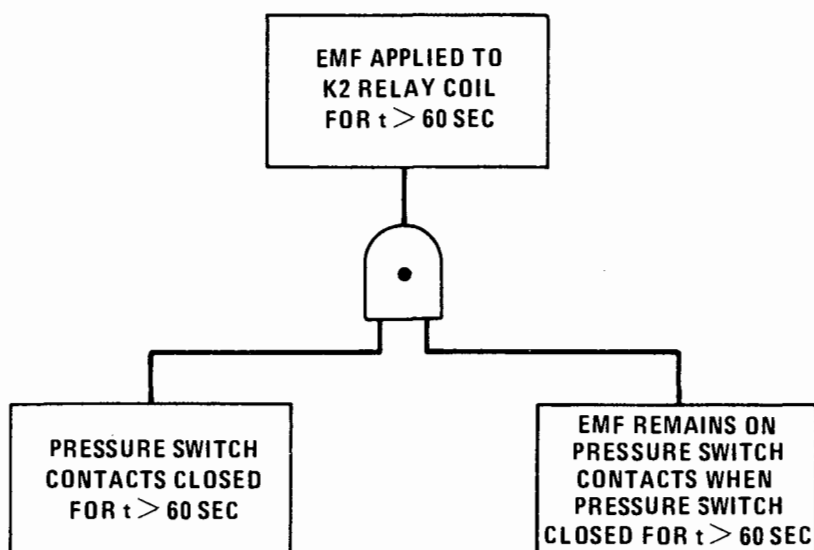 EMF APPLIED TO
K2 RELAY COIL
FOR t > 60 SEC
PRESSURE SWITCH
CONTACTS CLOSED
FOR t > 60 SEC
EMF REMAINS ON
PRESSURE SWITCH
CONTACTS WHEN
PRESSURE SWITCH
CLOSED FOR t > 60 SEC